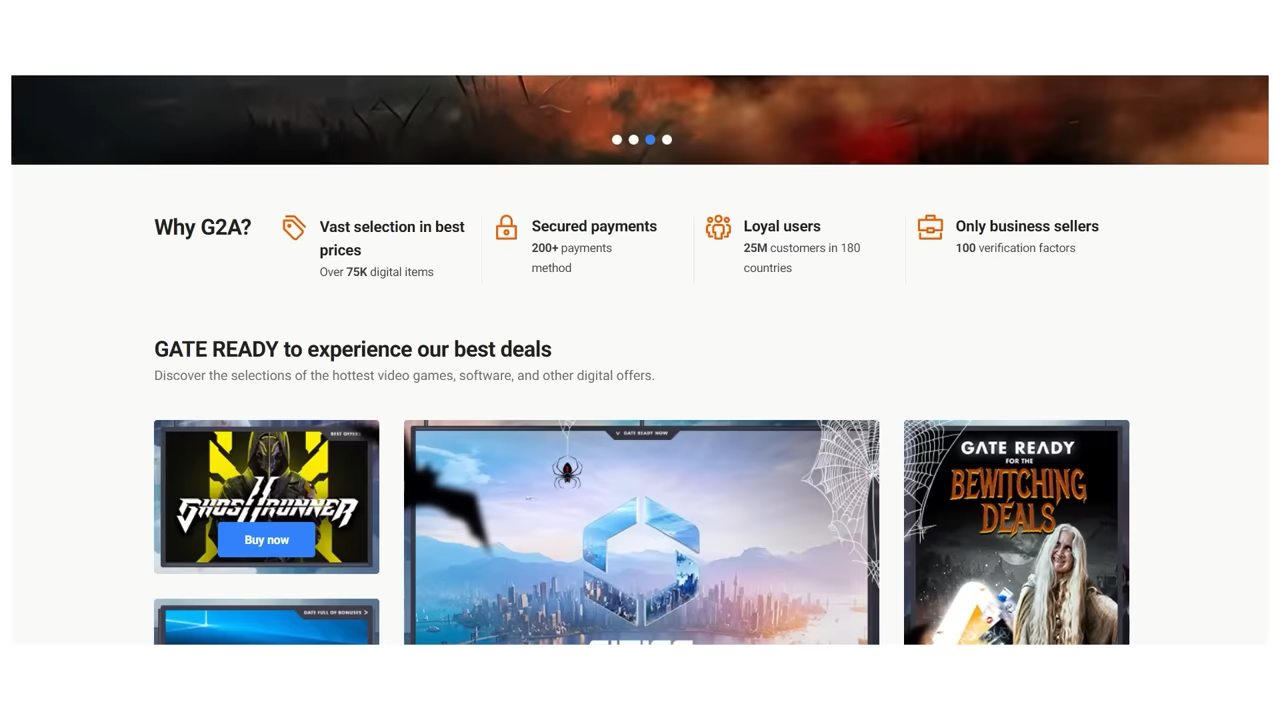 Why G2A?
Vast selection in best
prices
Over 75K digital items
Secured payments
200+ payments
method
Loyal users
25M customers in 180
countries
Only business sellers
100 verification factors
GATE READY to experience our best deals
Discover the selections of the hottest video games, software, and other digital offers.
BEST OFFERS
GHOSTRUNNER
Buy now
GATE FULL OF BONUSES >
GATE READY NOW
GATE READY
FOR THE
BEWITCHING
DEALS